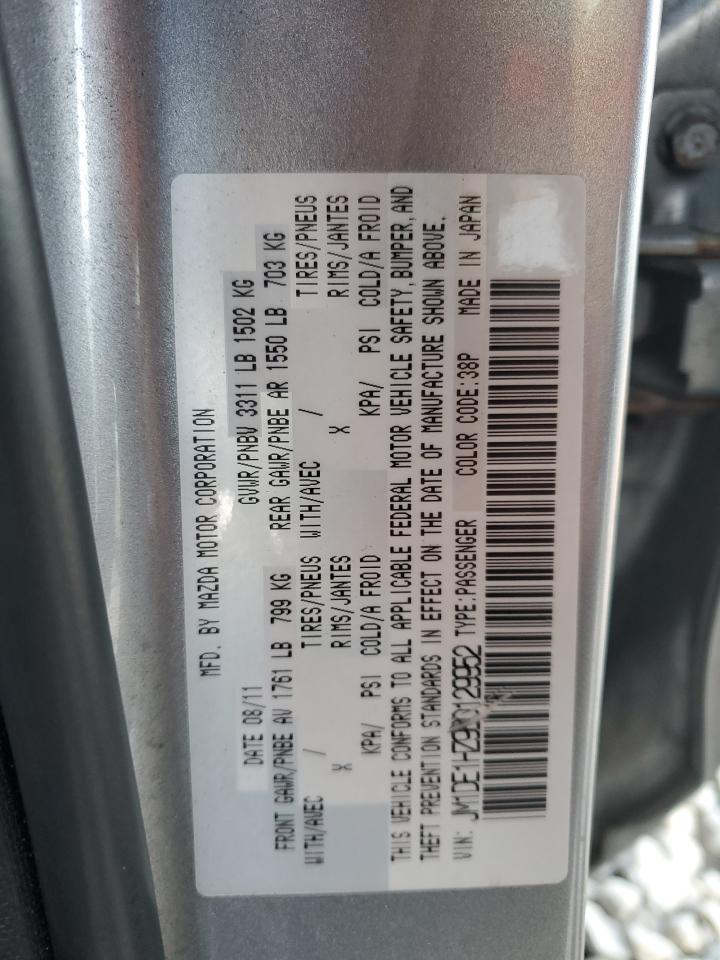 MFD. BY MAZDA MOTOR CORPORATION
DATE 08/11 GVWR/PNBV 3311 LB 1502 KG
FRONT GAWR/PNBE AV 1761 LB 799 KG REAR GAWR/PNBE AR 1550 LB 703 KG
WITH/AVEC / TIRES/PNEUS WITH/AVEC / TIRES/PNEUS
X RIMS/JANTES X RIMS/JANTES
KPA/ PSI COLD/A FROID KPA/ PSI COLD/A FROID
THIS VEHICLE CONFORMS TO ALL APPLICABLE FEDERAL MOTOR VEHICLE SAFETY, BUMPER, AND
THEFT PREVENTION STANDARDS IN EFFECT ON THE DATE OF MANUFACTURE SHOWN ABOVE.
VIN: TYPE:PASSENGER COLOR CODE:38P MADE IN JAPAN